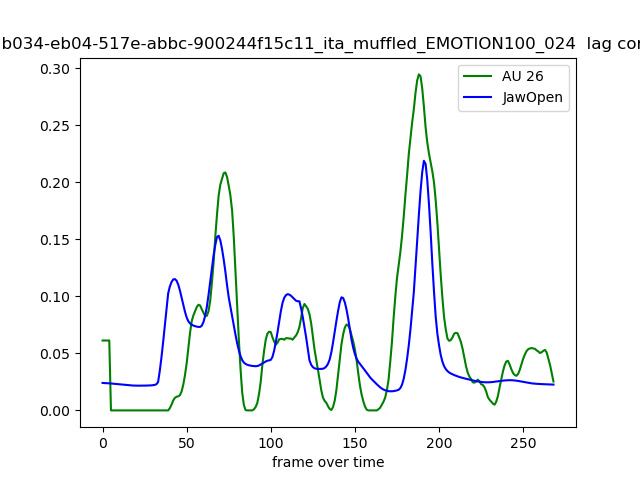 b034-eb04-517e-abbc-900244f15c11_ita_muffled_EMOTION100_024 lag cor
AU 26
JawOpen
0.30
0.25
0.20
0.15
0.10
0.05
0.00
0 50 100 150 200 250
frame over time